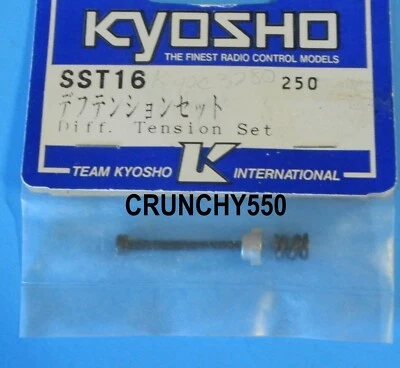 KYOSHO
THE FINEST RADIO CONTROL MODELS
SST16 250
デフテンションセット
Diff. Tension Set
TEAM KYOSHO K INTERNATIONAL
CRUNCHY550